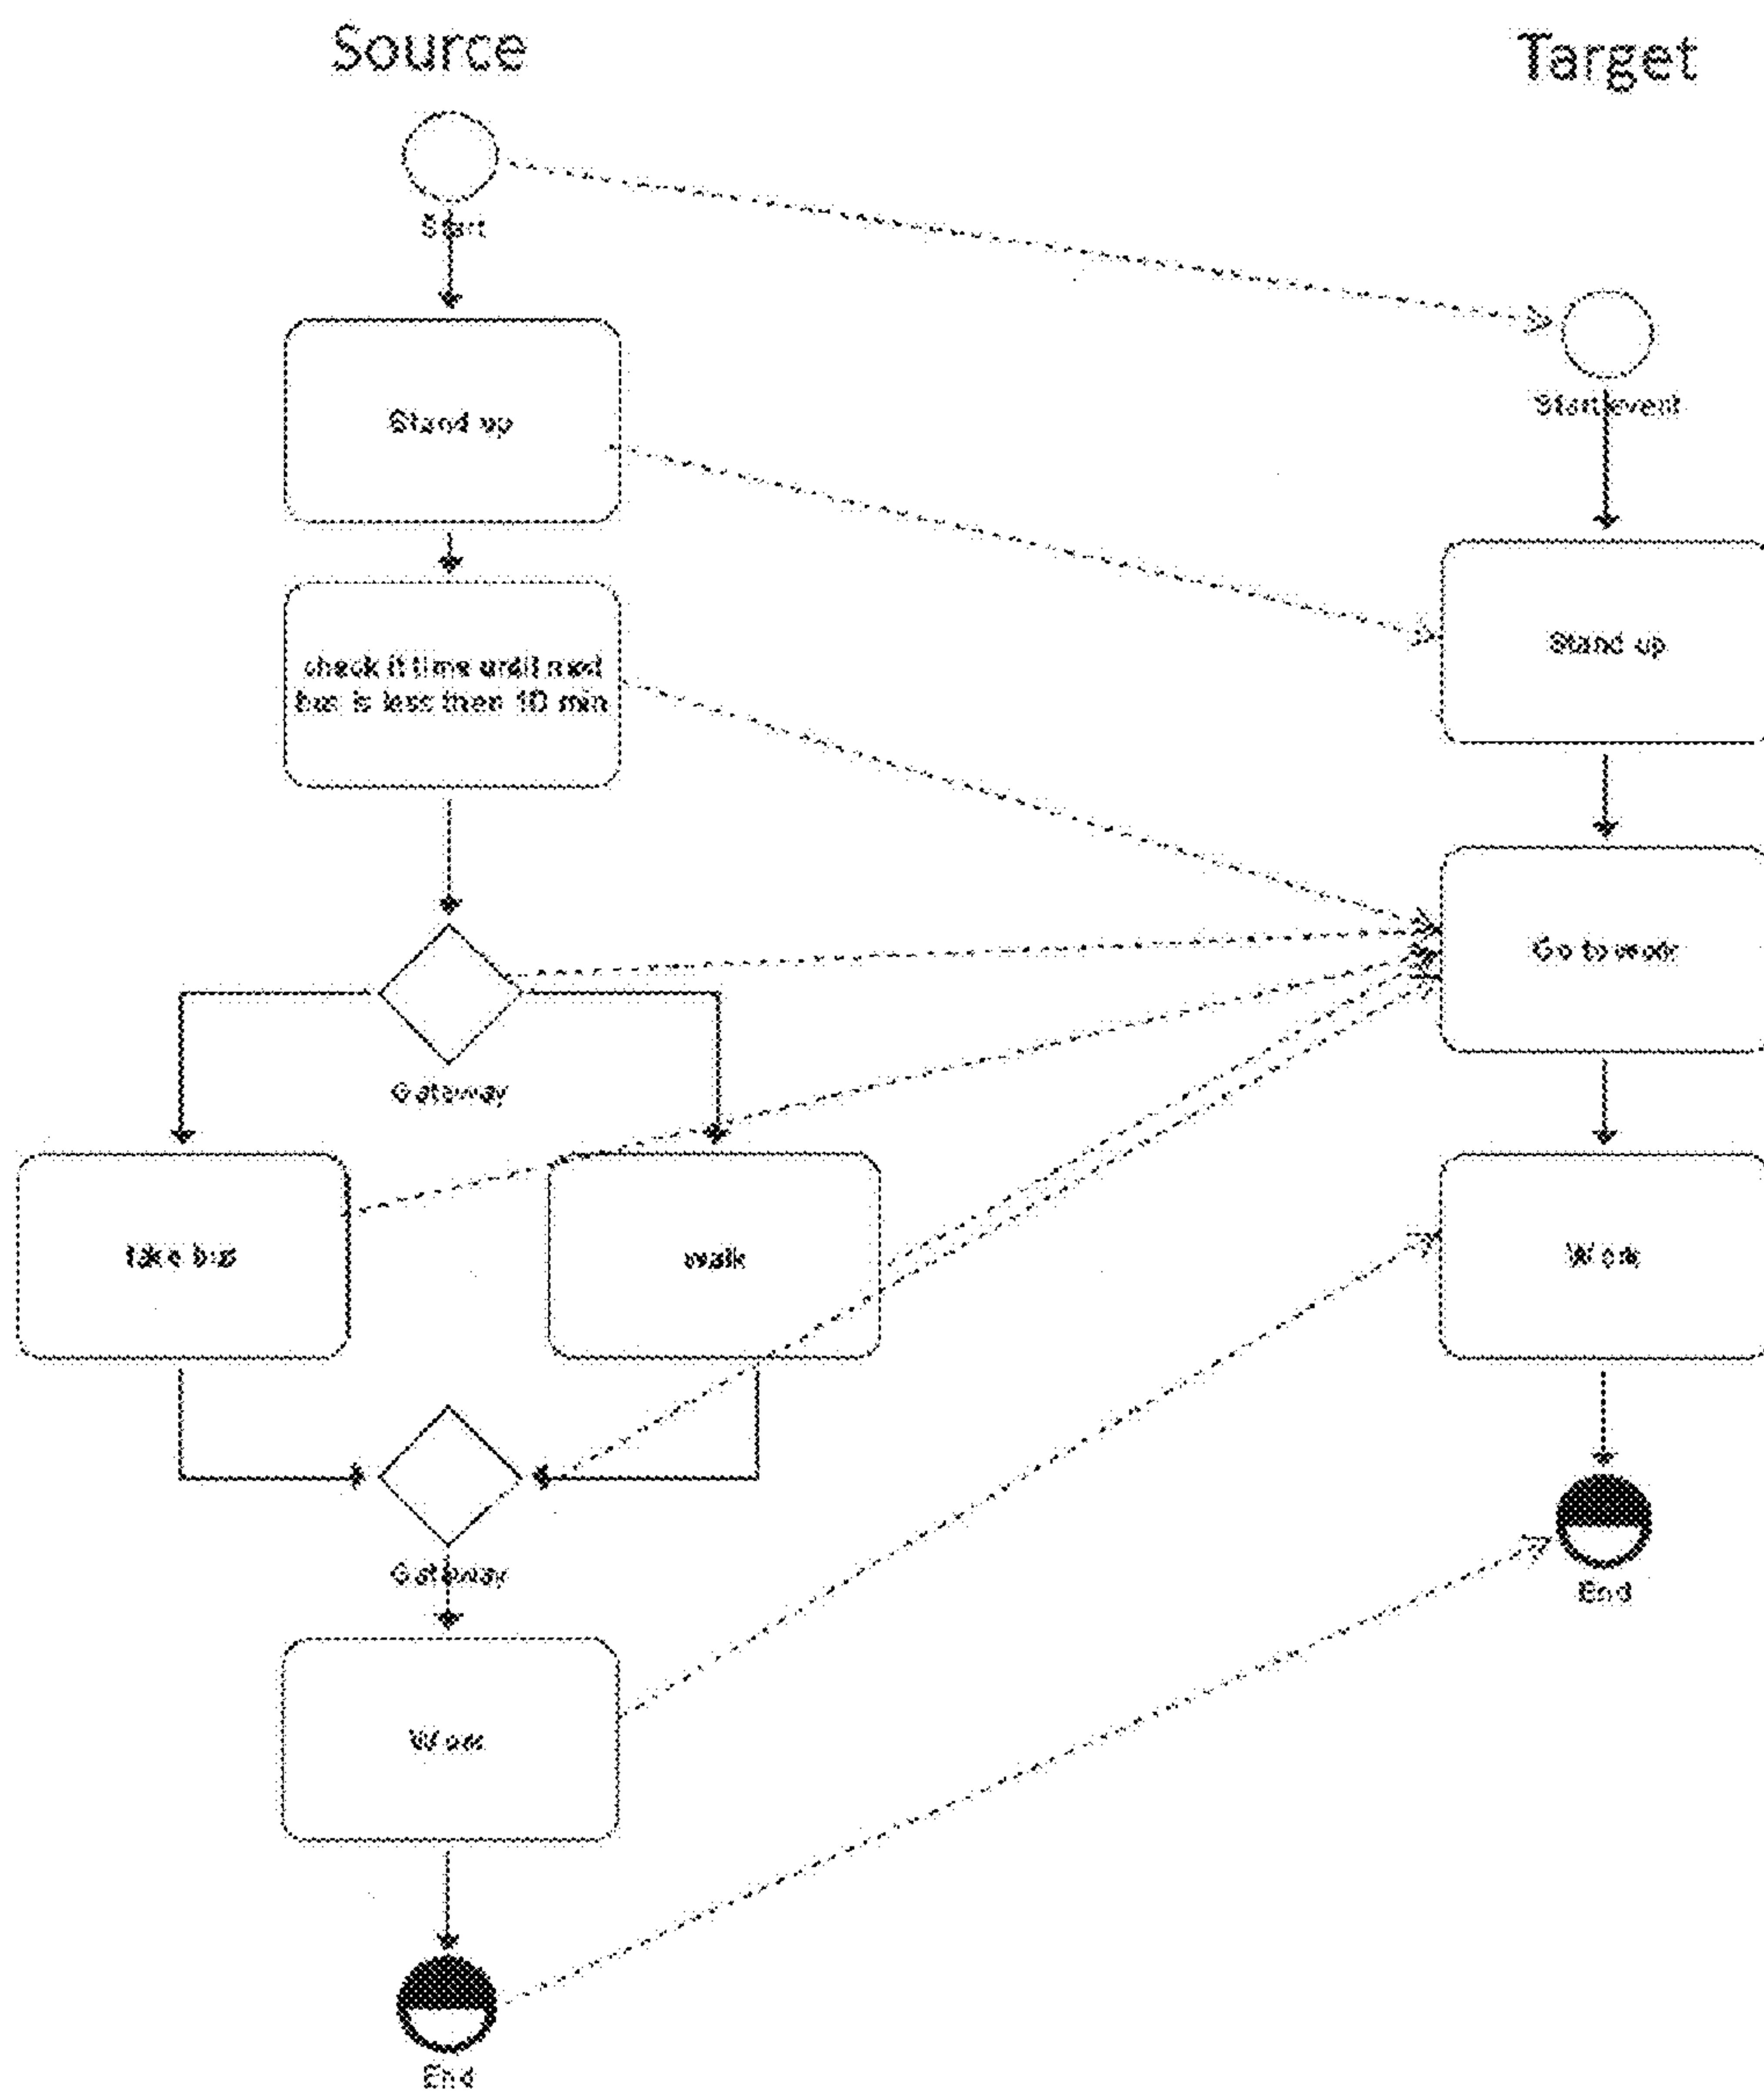 Source
Target
Start
Start event
Stand up
Stand up
check if time until next
bus is less then 10 min
Go to work
Gateway
take bus
walk
Work
Gateway
End
Work
End